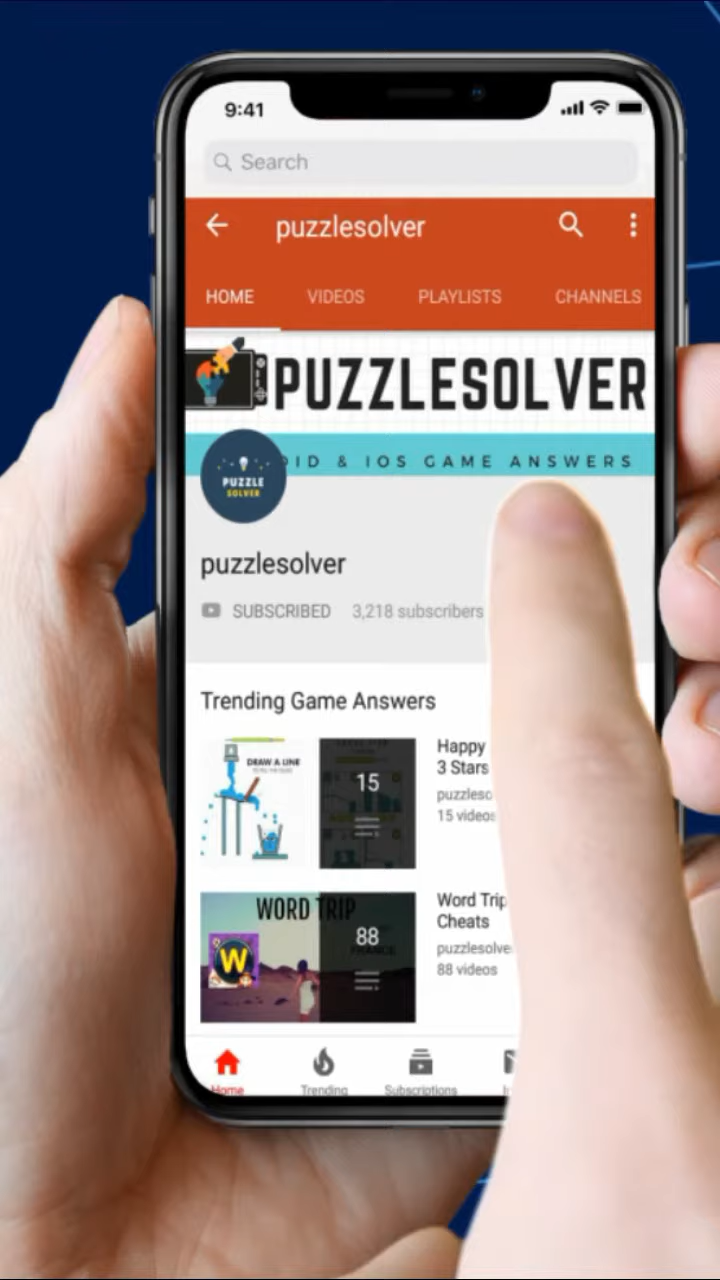 9:41
Search
puzzlesolver
HOME VIDEOS PLAYLISTS CHANNELS
PUZZLESOLVER
OID & IOS GAME ANSWERS
PUZZLE
SOLVER
puzzlesolver
SUBSCRIBED 3,218 subscribers
Trending Game Answers
DRAW A LINE
15
Happy
3 Stars
puzzleso
15 videos
WORD TRIP
W
88
Word Trip
Cheats
puzzlesolve
88 videos
Home Trending Subscriptions